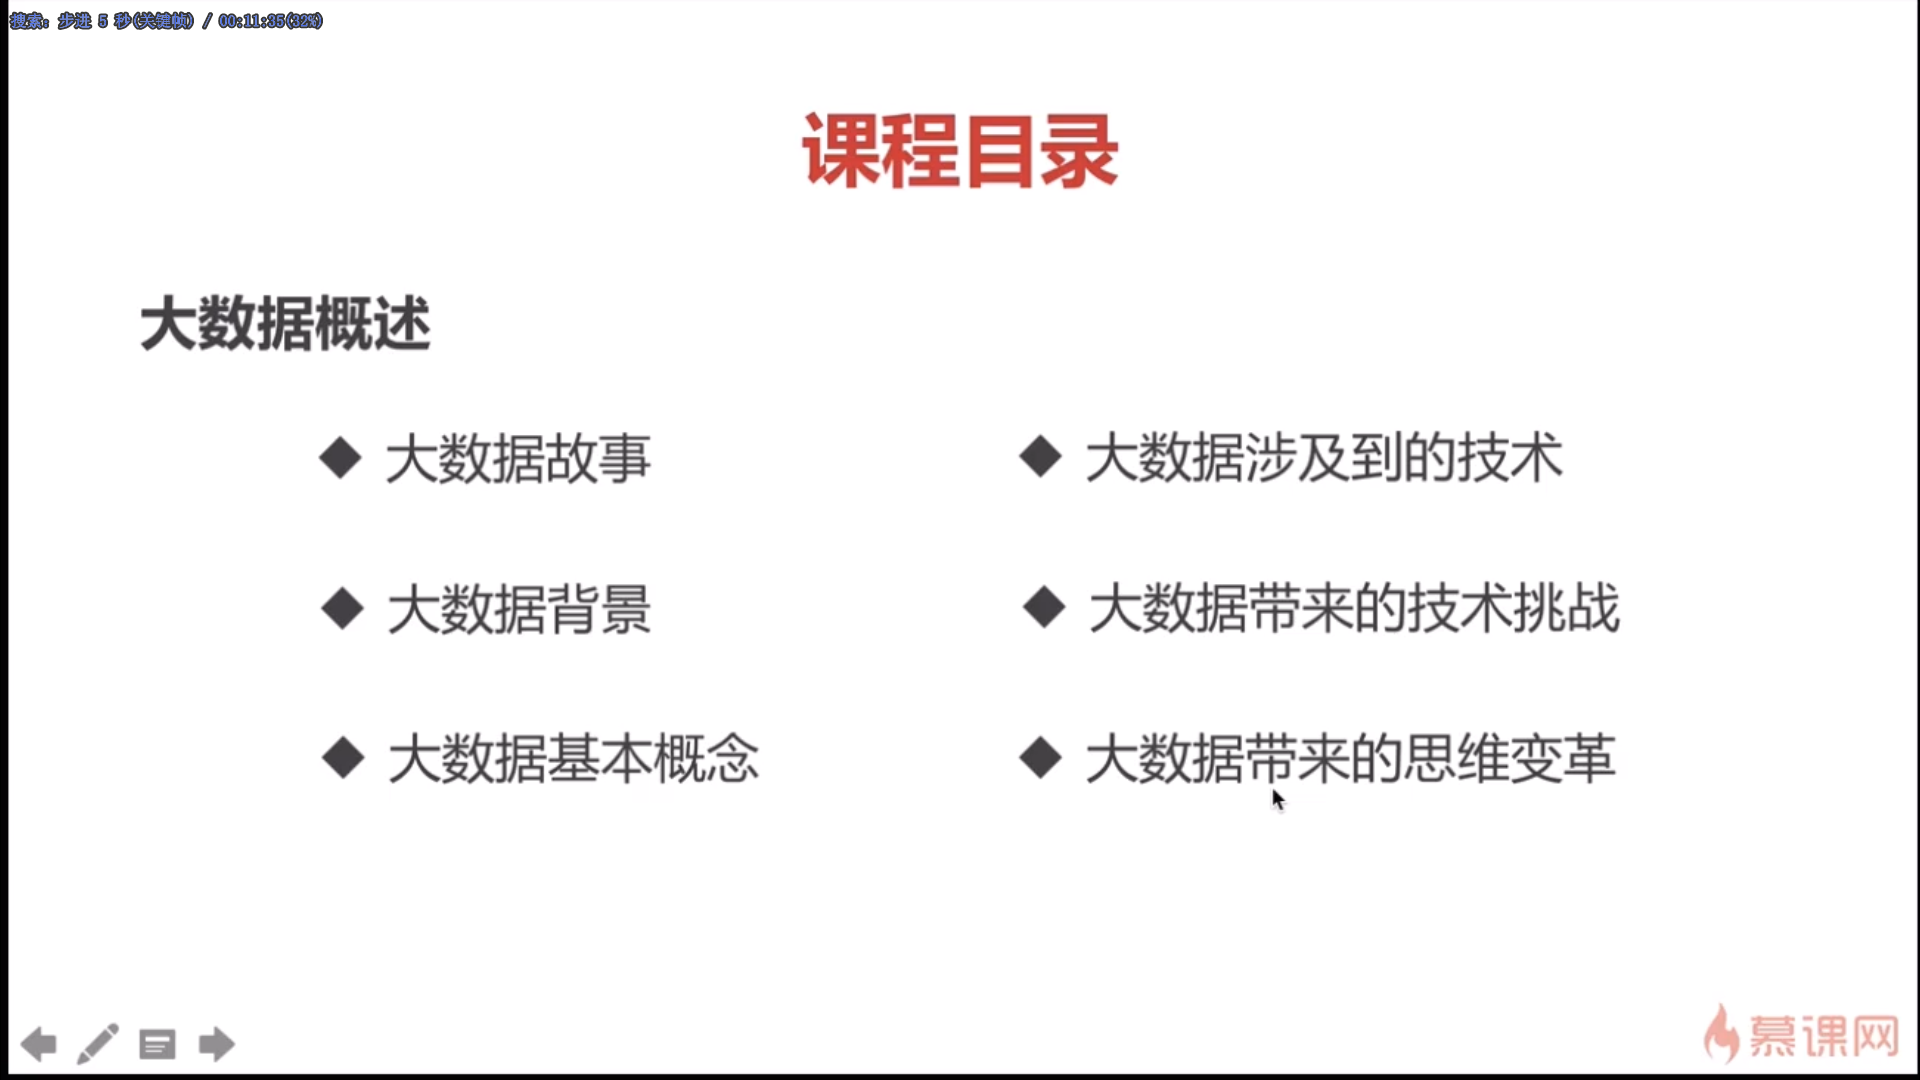 搜索: 步进 5 秒(关键帧) / 00:11:35(32%)
课程目录
大数据概述
◆ 大数据故事
◆ 大数据背景
◆ 大数据基本概念
◆ 大数据涉及到的技术
◆ 大数据带来的技术挑战
◆ 大数据带来的思维变革
慕课网